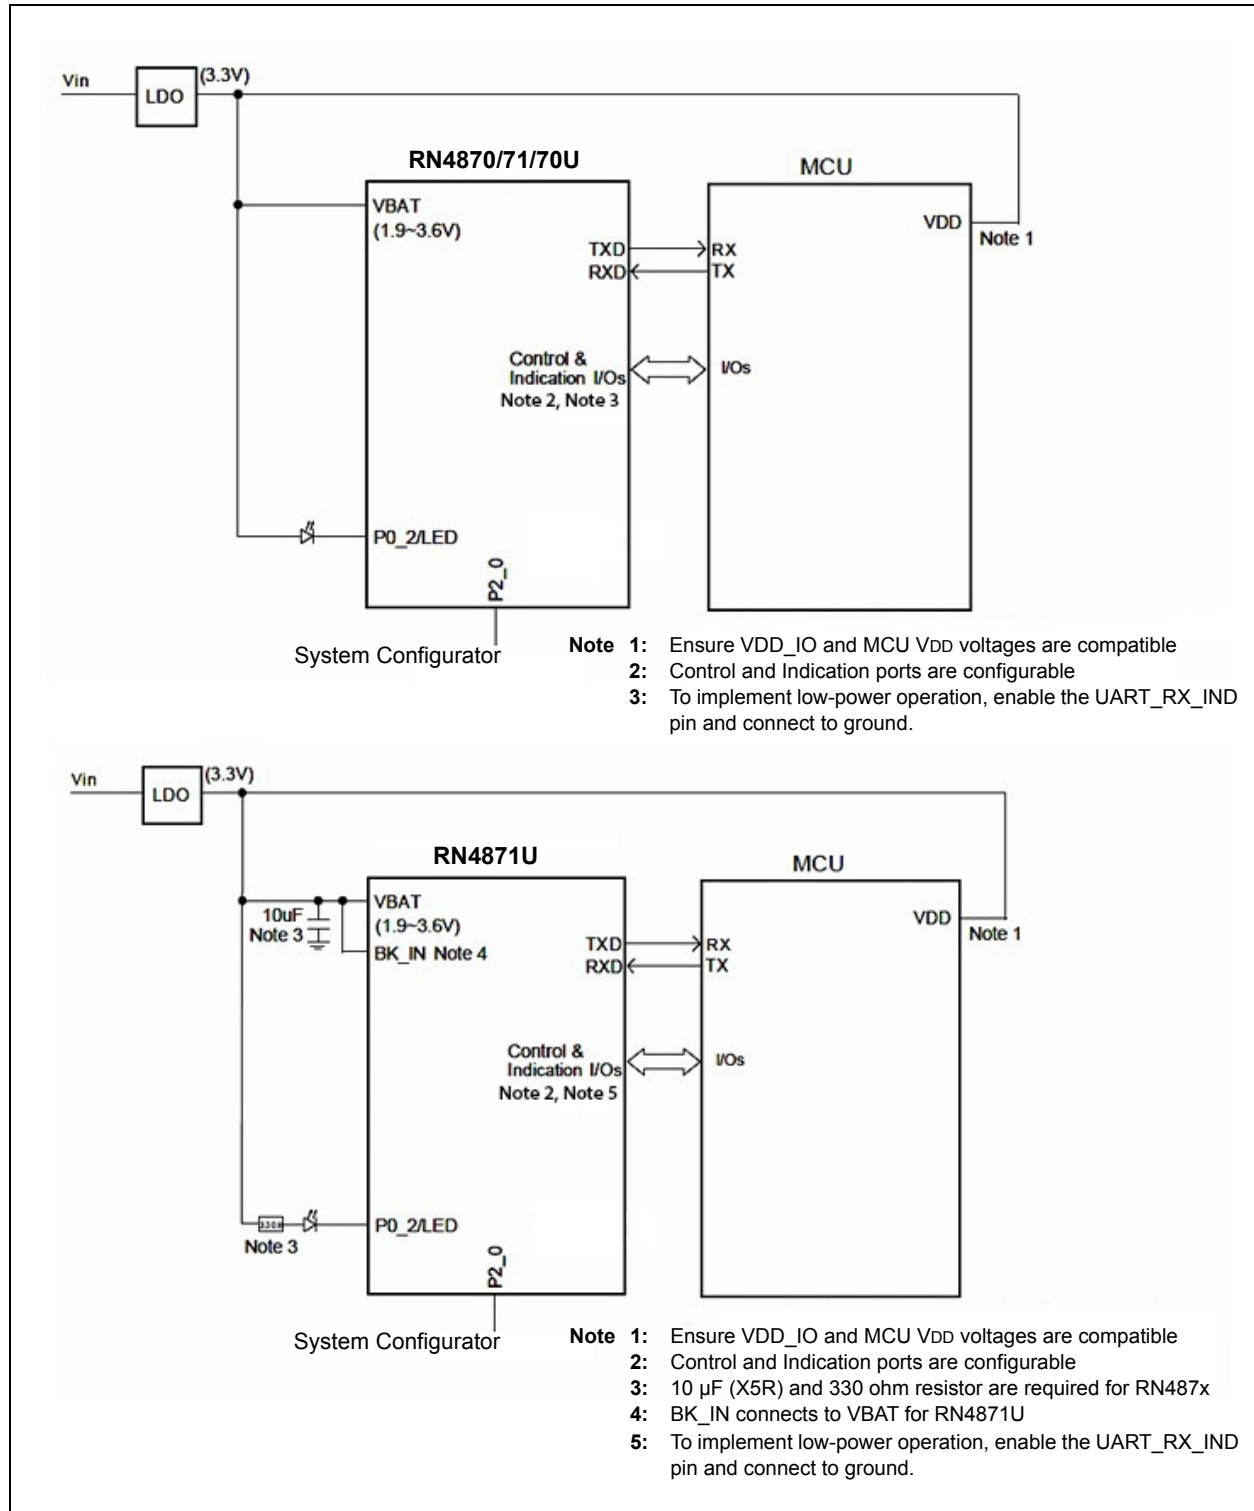 Vin
LDO
(3.3V)
RN4870/71/70U
MCU
VBAT
(1.9~3.6V)
VDD
Note 1
TXD
RX
RXD
TX
Control &
Indication I/Os
I/Os
Note 2, Note 3
P0_2/LED
P2_0
System Configurator
Note 1: Ensure VDD_IO and MCU VDD voltages are compatible
2: Control and Indication ports are configurable
3: To implement low-power operation, enable the UART_RX_IND
pin and connect to ground.
Vin
LDO
(3.3V)
RN4871U
MCU
VBAT
(1.9~3.6V)
10uF
Note 3
BK_IN Note 4
VDD
Note 1
TXD
RX
RXD
TX
Control &
Indication I/Os
I/Os
Note 2, Note 5
P0_2/LED
Note 3
P2_0
System Configurator
Note 1: Ensure VDD_IO and MCU VDD voltages are compatible
2: Control and Indication ports are configurable
3: 10 µF (X5R) and 330 ohm resistor are required for RN487x
4: BK_IN connects to VBAT for RN4871U
5: To implement low-power operation, enable the UART_RX_IND
pin and connect to ground.